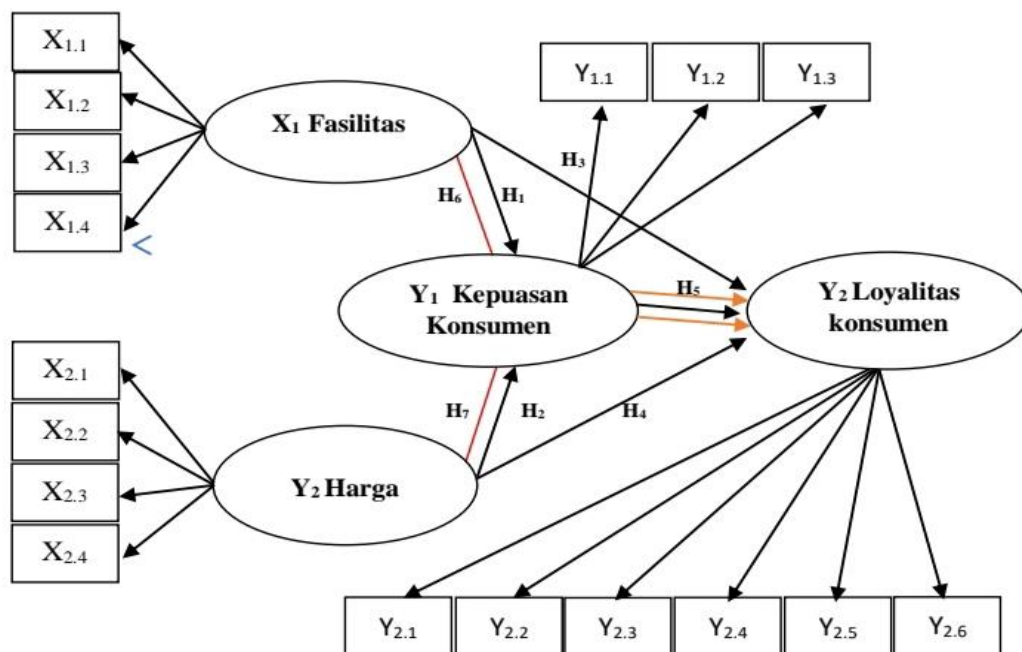 X1.1
X1.2
X1.3
X1.4
X₁ Fasilitas
Y1.1
Y1.2
Y1.3
H₃
H₆
H₁
Y₁ Kepuasan
Konsumen
H₅
Y₂ Loyalitas
konsumen
X2.1
X2.2
X2.3
X2.4
H₇
H₂
H₄
Y₂ Harga
Y2.1
Y2.2
Y2.3
Y2.4
Y2.5
Y2.6